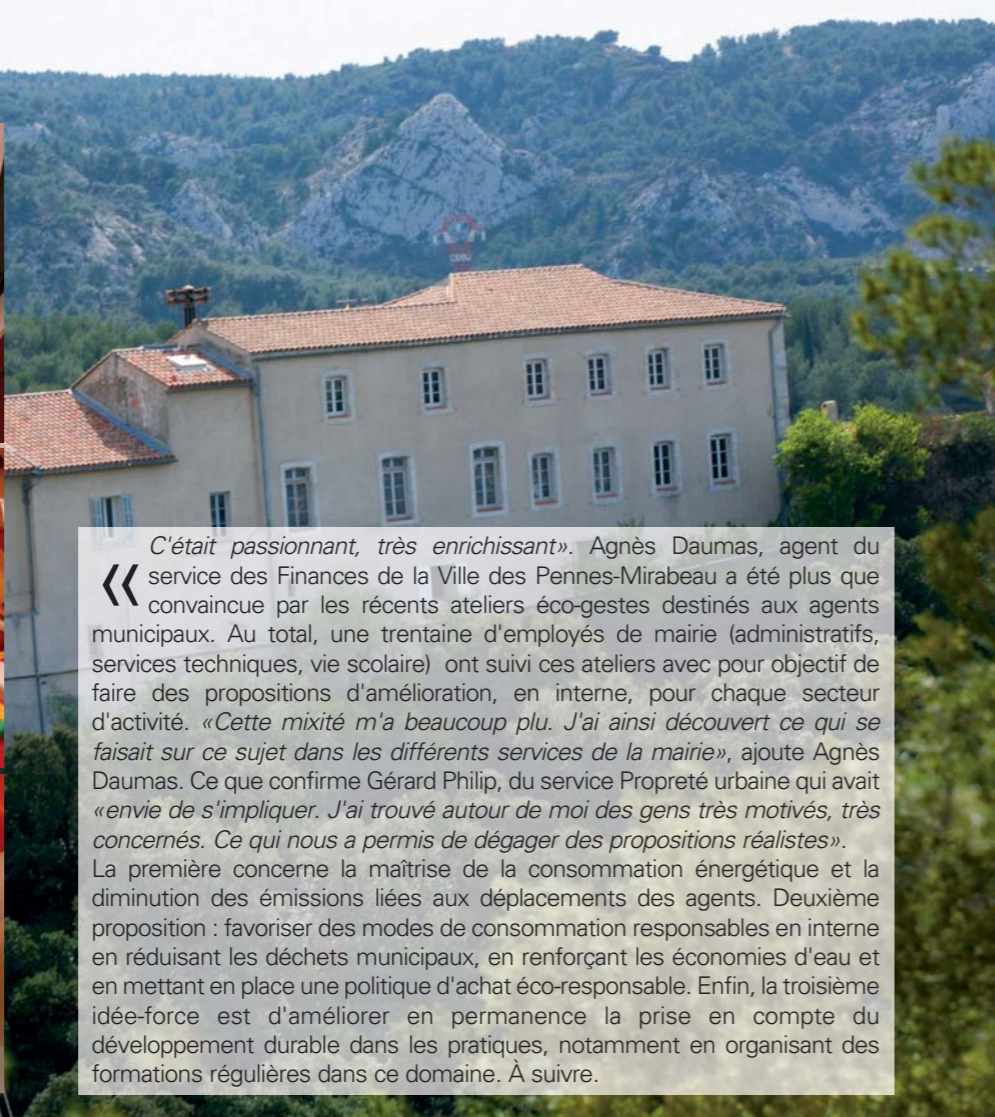 « C'était passionnant, très enrichissant». Agnès Daumas, agent du
service des Finances de la Ville des Pennes-Mirabeau a été plus que
convaincue par les récents ateliers éco-gestes destinés aux agents
municipaux. Au total, une trentaine d'employés de mairie (administratifs,
services techniques, vie scolaire) ont suivi ces ateliers avec pour objectif de
faire des propositions d'amélioration, en interne, pour chaque secteur
d'activité. «Cette mixité m'a beaucoup plu. J'ai ainsi découvert ce qui se
faisait sur ce sujet dans les différents services de la mairie», ajoute Agnès
Daumas. Ce que confirme Gérard Philip, du service Propreté urbaine qui avait
«envie de s'impliquer. J'ai trouvé autour de moi des gens très motivés, très
concernés. Ce qui nous a permis de dégager des propositions réalistes».
La première concerne la maîtrise de la consommation énergétique et la
diminution des émissions liées aux déplacements des agents. Deuxième
proposition : favoriser des modes de consommation responsables en interne
en réduisant les déchets municipaux, en renforçant les économies d'eau et
en mettant en place une politique d'achat éco-responsable. Enfin, la troisième
idée-force est d'améliorer en permanence la prise en compte du
développement durable dans les pratiques, notamment en organisant des
formations régulières dans ce domaine. À suivre.